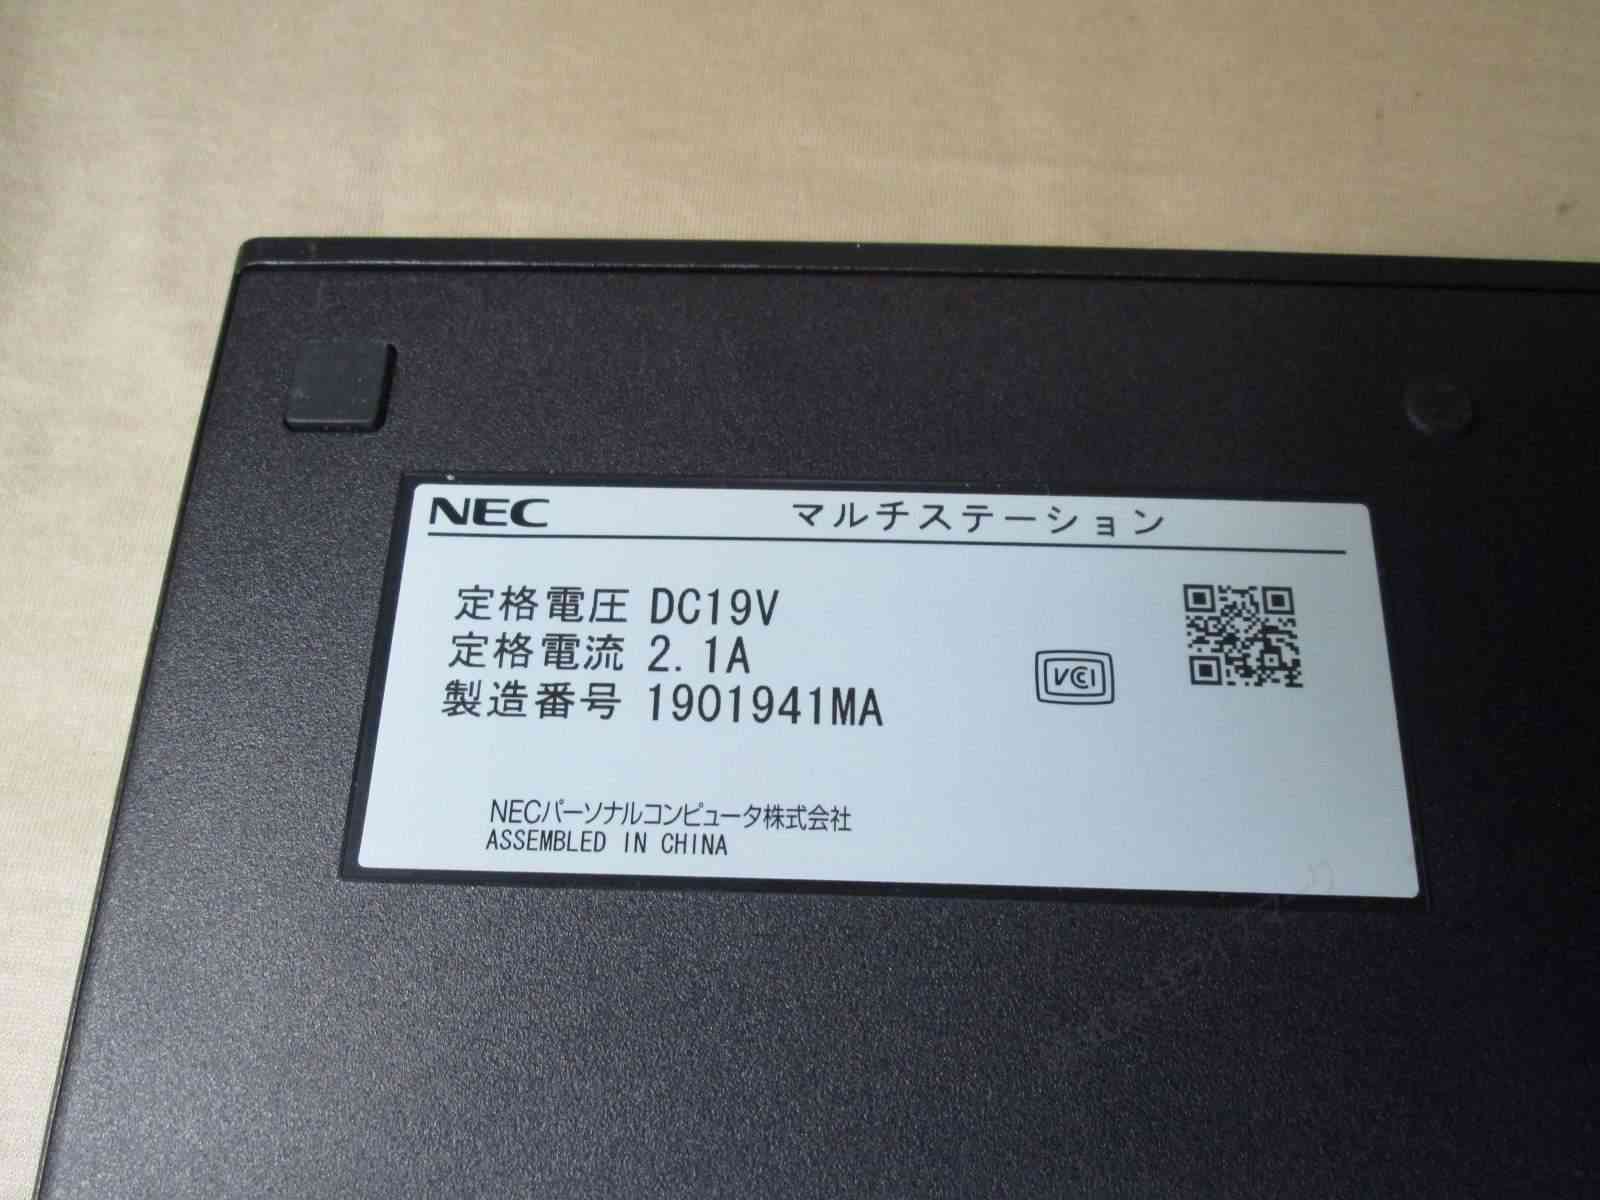 NEC マルチステーション
定格電圧 DC19V
定格電流 2.1A
製造番号 1901941MA
VCCI
NECパーソナルコンピュータ株式会社
ASSEMBLED IN CHINA